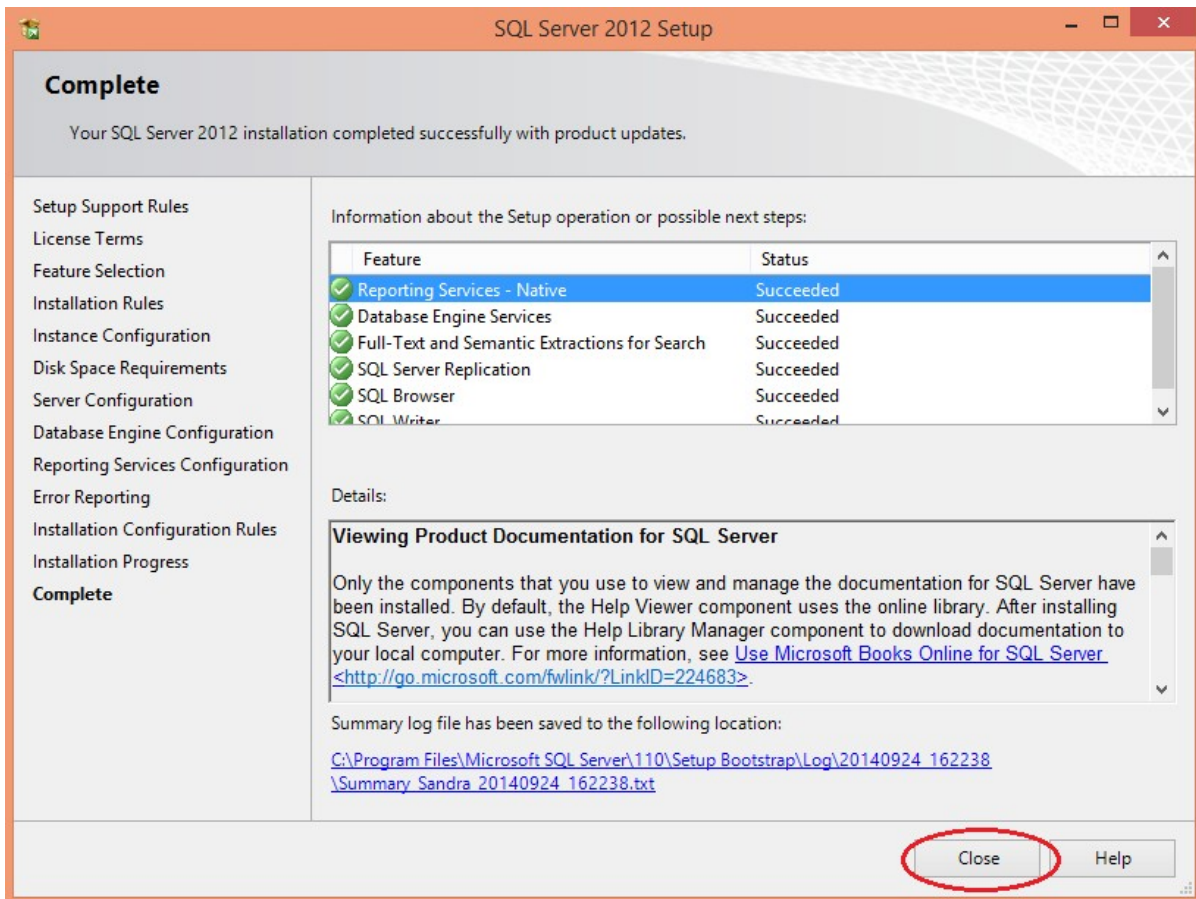 SQL Server 2012 Setup
Complete
Your SQL Server 2012 installation completed successfully with product updates.
Setup Support Rules
License Terms
Feature Selection
Installation Rules
Instance Configuration
Disk Space Requirements
Server Configuration
Database Engine Configuration
Reporting Services Configuration
Error Reporting
Installation Configuration Rules
Installation Progress
Complete
Information about the Setup operation or possible next steps:
Feature Status
Reporting Services - Native Succeeded
Database Engine Services Succeeded
Full-Text and Semantic Extractions for Search Succeeded
SQL Server Replication Succeeded
SQL Browser Succeeded
SQL Writer Succeeded
Details:
Viewing Product Documentation for SQL Server
Only the components that you use to view and manage the documentation for SQL Server have
been installed. By default, the Help Viewer component uses the online library. After installing
SQL Server, you can use the Help Library Manager component to download documentation to
your local computer. For more information, see Use Microsoft Books Online for SQL Server
<http://go.microsoft.com/fwlink/?LinkID=224683>.
Summary log file has been saved to the following location:
C:\Program Files\Microsoft SQL Server\110\Setup Bootstrap\Log\20140924_162238
\Summary_Sandra_20140924_162238.txt
Close Help